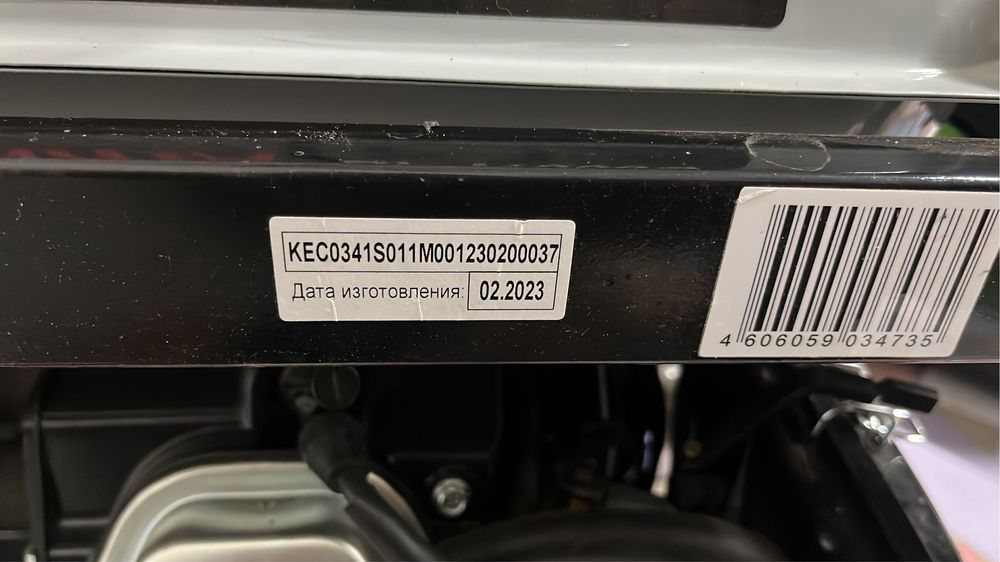 KEC0341S011M001230200037
Дата изготовления: 02.2023
4 606059 034735